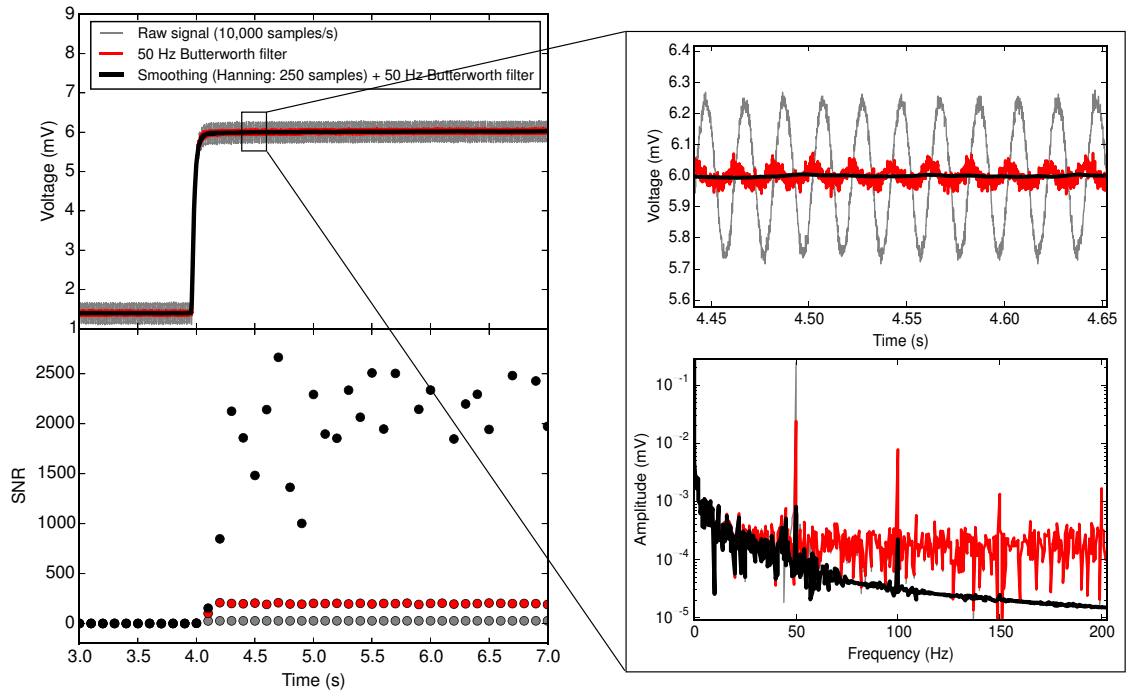 9
8
7
6
5
4
3
2
1
Voltage (mV)
Raw signal (10,000 samples/s)
50 Hz Butterworth filter
Smoothing (Hanning: 250 samples) + 50 Hz Butterworth filter
2500
2000
1500
1000
500
0
SNR
3.0 3.5 4.0 4.5 5.0 5.5 6.0 6.5 7.0
Time (s)
6.4
6.3
6.2
6.1
6.0
5.9
5.8
5.7
5.6
Voltage (mV)
4.45 4.50 4.55 4.60 4.65
Time (s)
10⁻¹
10⁻²
10⁻³
10⁻⁴
10⁻⁵
Amplitude (mV)
0 50 100 150 200
Frequency (Hz)